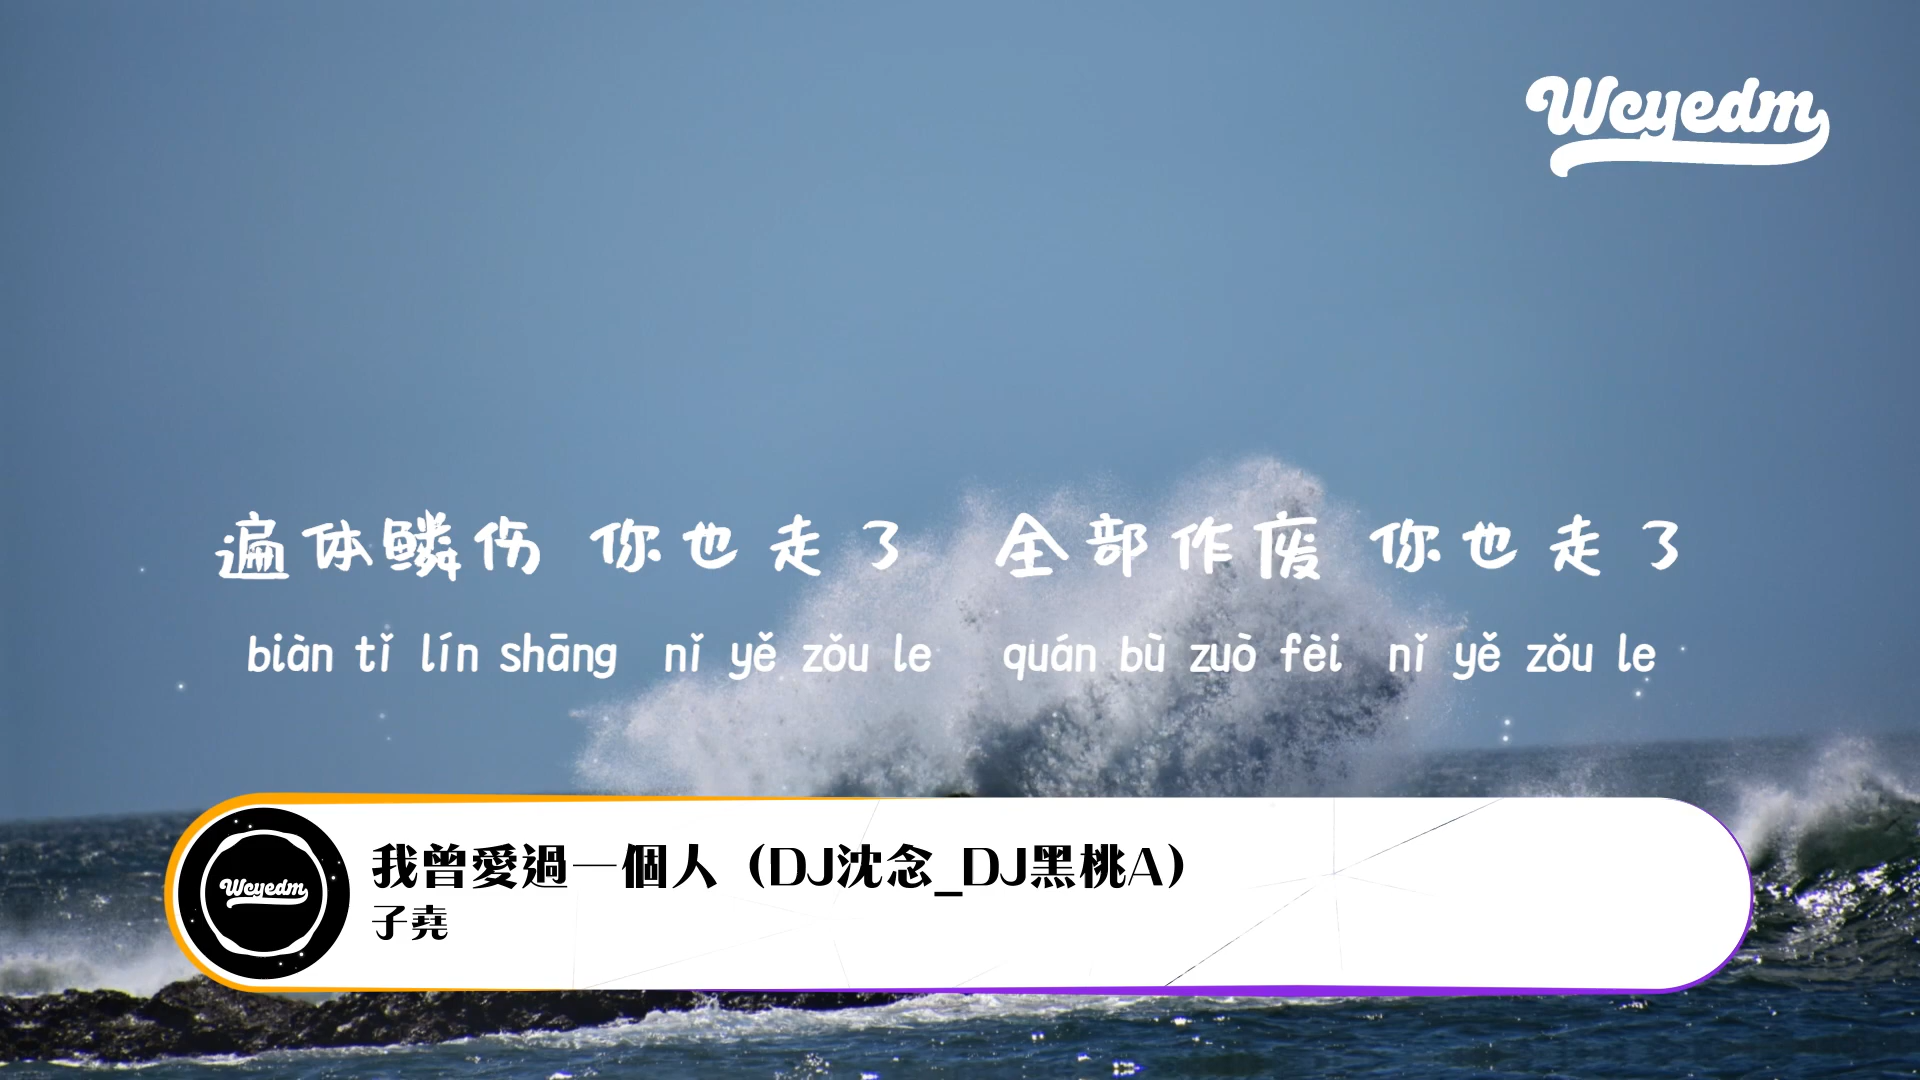 Wcyedm
遍体鳞伤 你也走了 全部作废 你也走了
biàn tǐ lín shāng nǐ yě zǒu le quán bù zuò fèi nǐ yě zǒu le
Wcyedm
我曾愛過一個人（DJ沈念_DJ黑桃A）
子堯